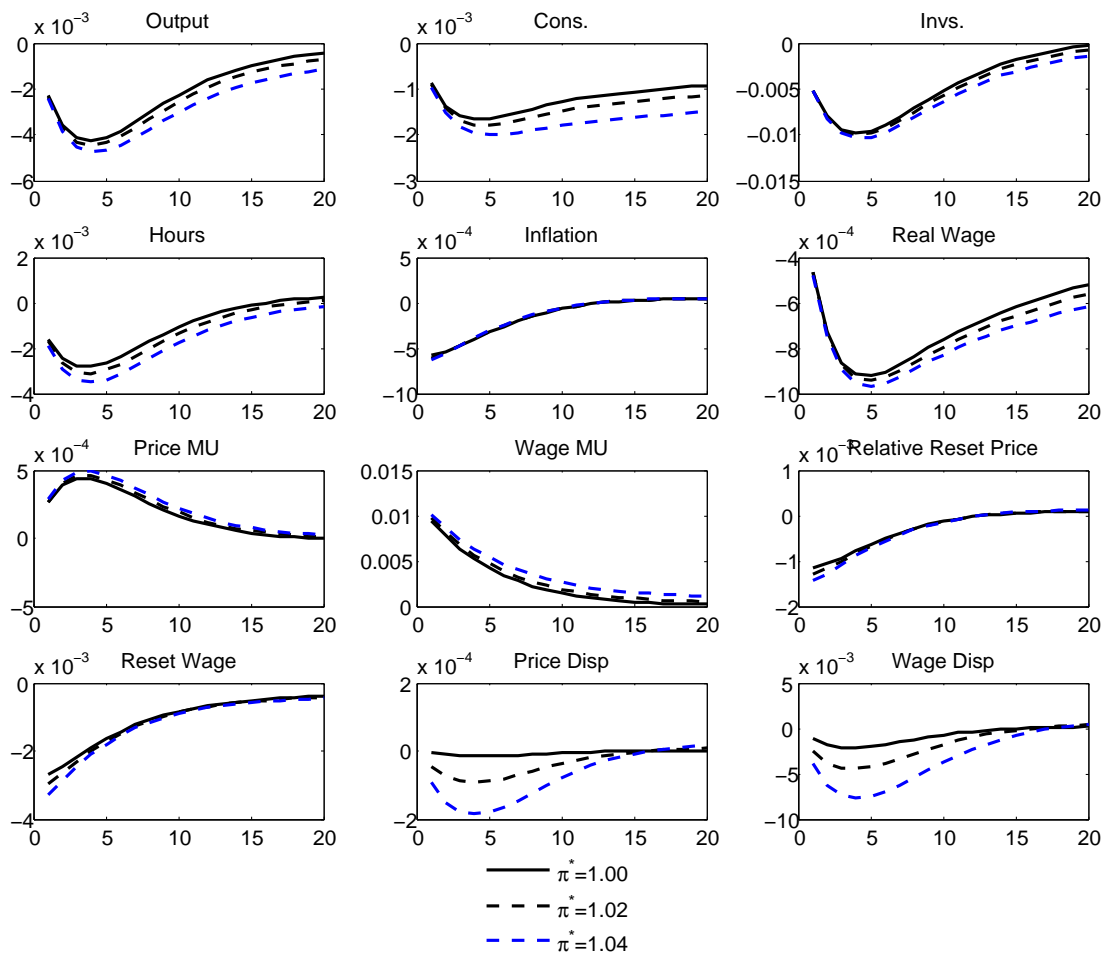 x 10−3 Output
0
−2
−4
−6
0 5 10 15 20
x 10−3 Cons.
0
−1
−2
−3
0 5 10 15 20
Invs.
0
−0.005
−0.01
−0.015
0 5 10 15 20
x 10−3 Hours
2
0
−2
−4
0 5 10 15 20
x 10−4 Inflation
5
0
−5
−10
0 5 10 15 20
x 10−4 Real Wage
−4
−6
−8
−10
0 5 10 15 20
x 10−4 Price MU
5
0
−5
0 5 10 15 20
Wage MU
0.015
0.01
0.005
0
0 5 10 15 20
x 10−3 Relative Reset Price
1
0
−1
−2
0 5 10 15 20
x 10−3 Reset Wage
0
−2
−4
0 5 10 15 20
x 10−4 Price Disp
2
0
−2
0 5 10 15 20
x 10−3 Wage Disp
5
0
−5
−10
0 5 10 15 20
π*=1.00
π*=1.02
π*=1.04